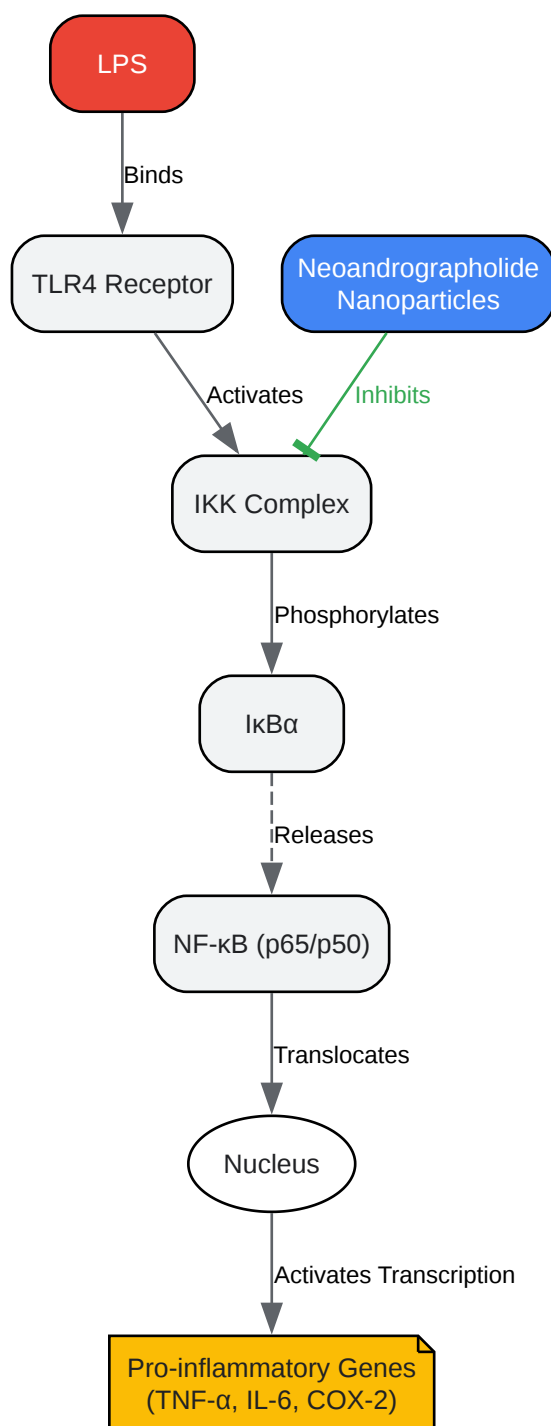 LPS
Binds
TLR4 Receptor
Neoandrographolide
Nanoparticles
Activates
Inhibits
IKK Complex
Phosphorylates
IκBα
Releases
NF-κB (p65/p50)
Translocates
Nucleus
Activates Transcription
Pro-inflammatory Genes
(TNF-α, IL-6, COX-2)